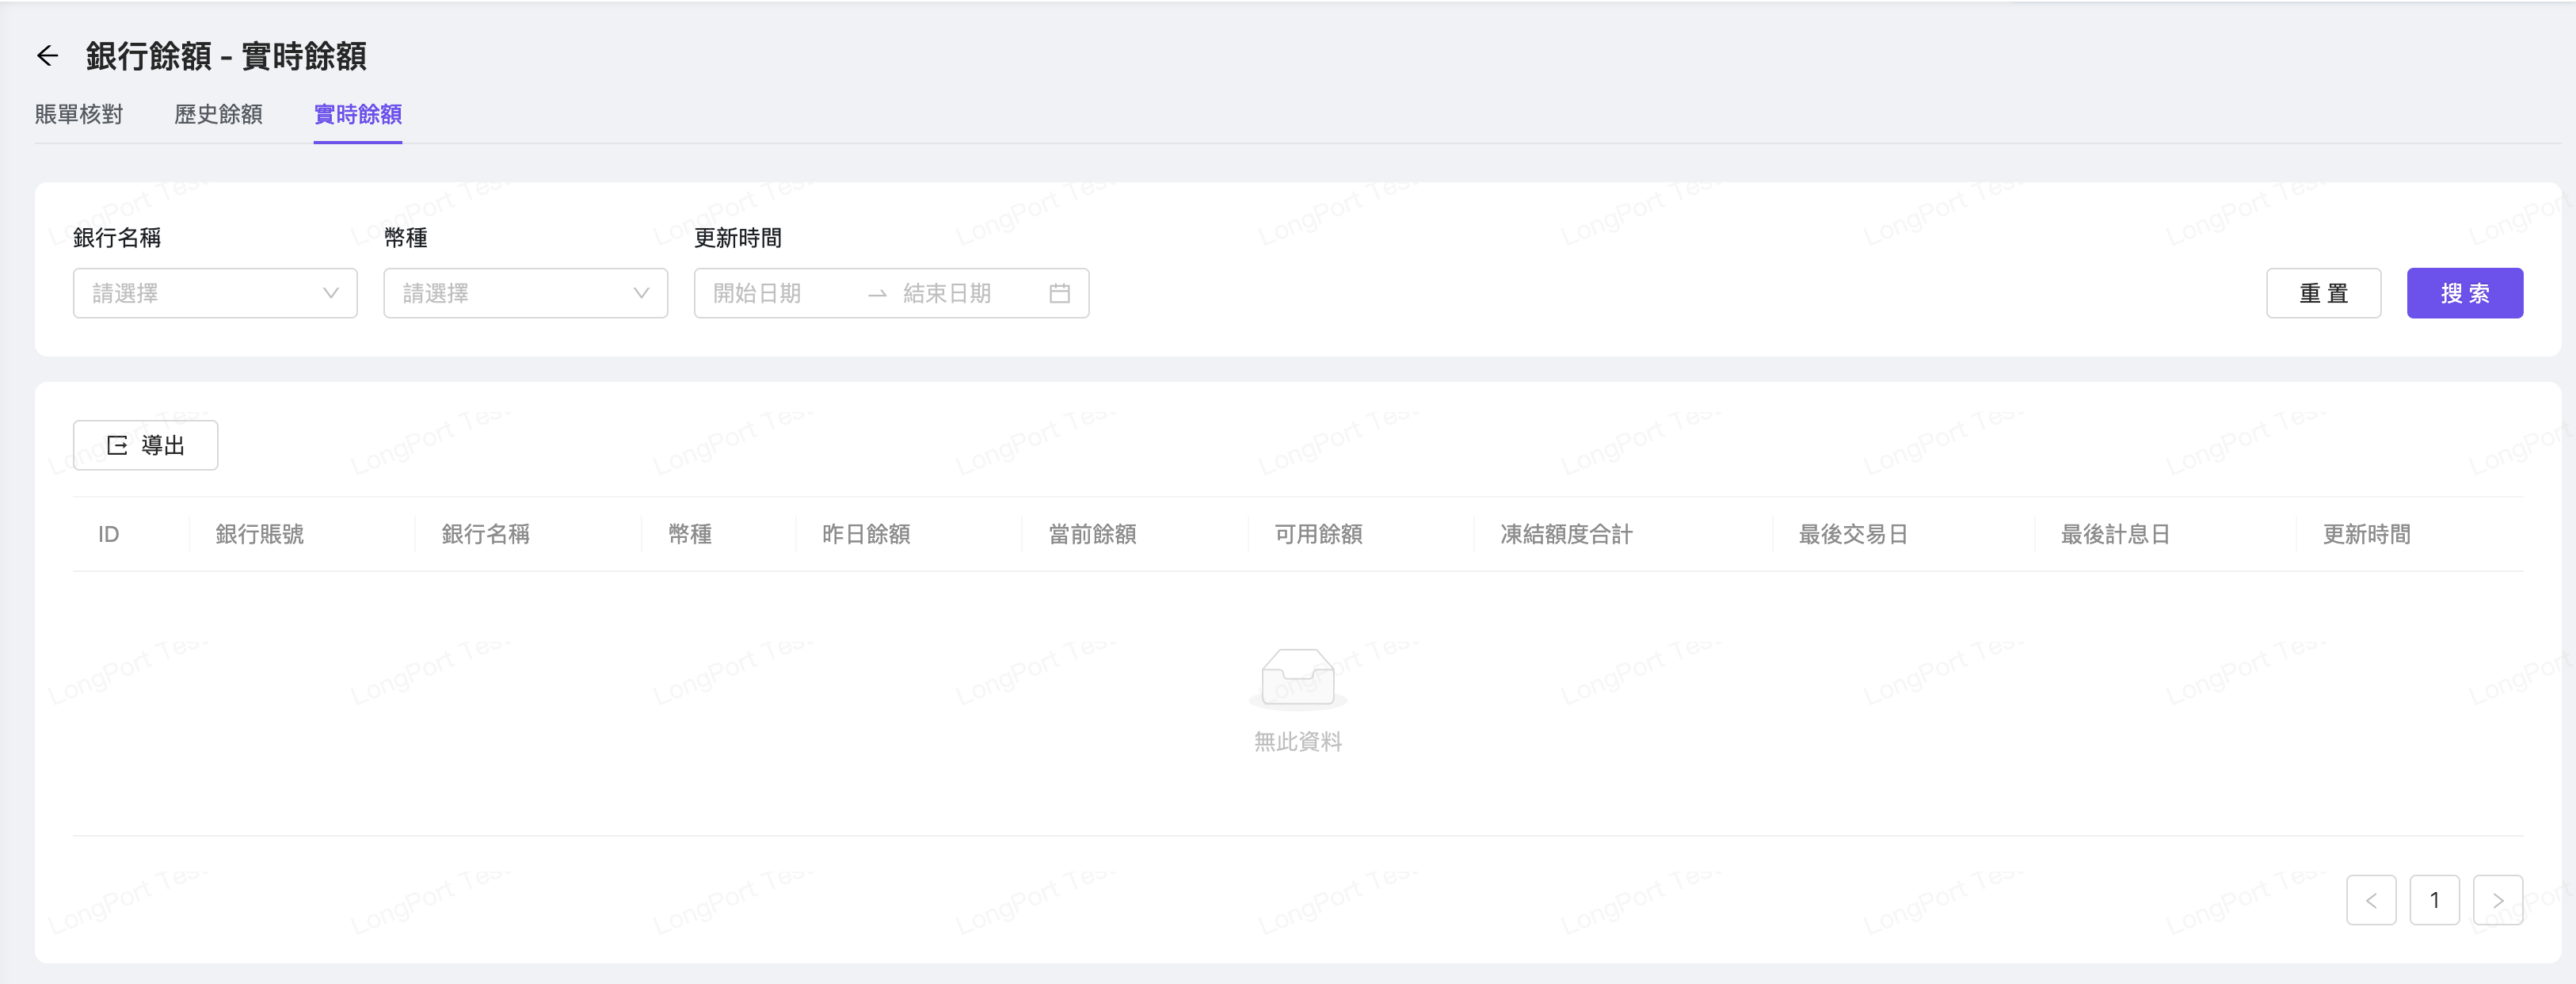 銀行餘額 - 實時餘額
賬單核對 歷史餘額 實時餘額
銀行名稱 幣種 更新時間
請選擇 請選擇 開始日期 → 結束日期 重 置 搜 索
導出
ID 銀行賬號 銀行名稱 幣種 昨日餘額 當前餘額 可用餘額 凍結額度合計 最後交易日 最後計息日 更新時間
無此資料
< 1 >
LongPort Test